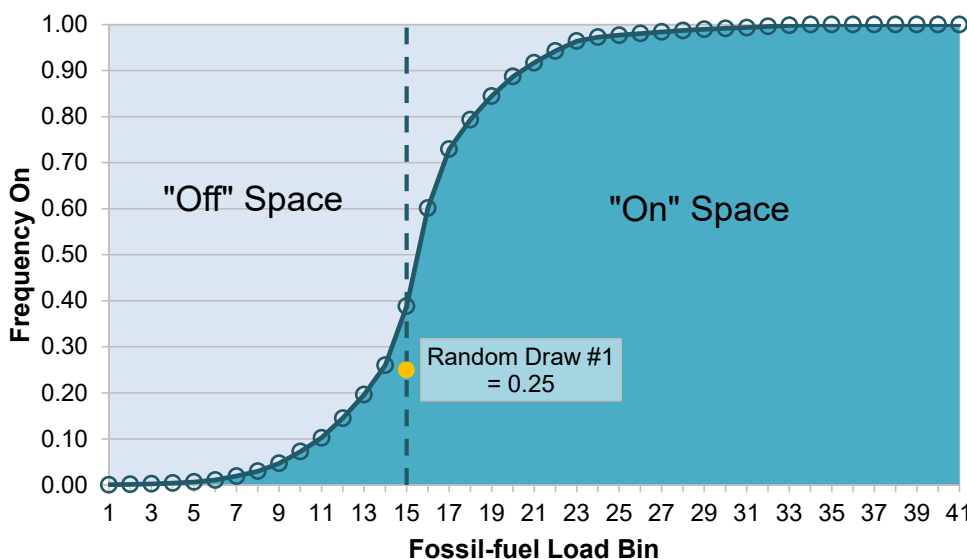 1.00
0.90
0.80
0.70
0.60
0.50
0.40
0.30
0.20
0.10
0.00
Frequency On
"Off" Space
"On" Space
Random Draw #1
= 0.25
1 3 5 7 9 11 13 15 17 19 21 23 25 27 29 31 33 35 37 39 41
Fossil-fuel Load Bin